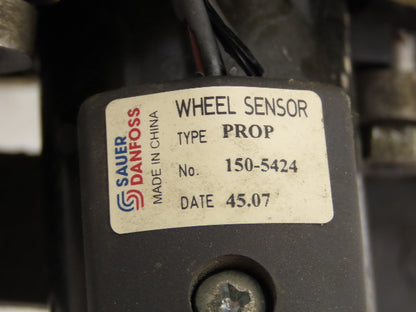 WHEEL SENSOR
TYPE PROP
No. 150-5424
DATE 45.07
SAUER
DANFOSS
MADE IN CHINA